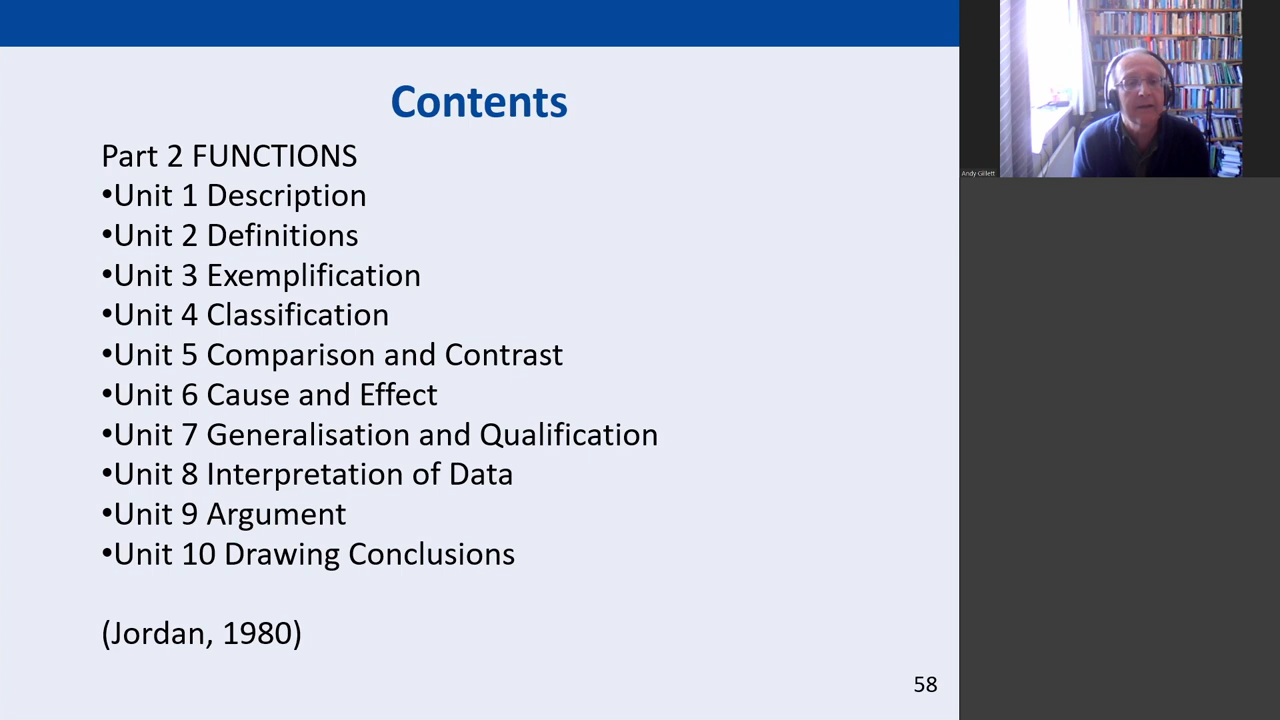 Contents
Part 2 FUNCTIONS
•Unit 1 Description
•Unit 2 Definitions
•Unit 3 Exemplification
•Unit 4 Classification
•Unit 5 Comparison and Contrast
•Unit 6 Cause and Effect
•Unit 7 Generalisation and Qualification
•Unit 8 Interpretation of Data
•Unit 9 Argument
•Unit 10 Drawing Conclusions
(Jordan, 1980)
58
Andy Gillett